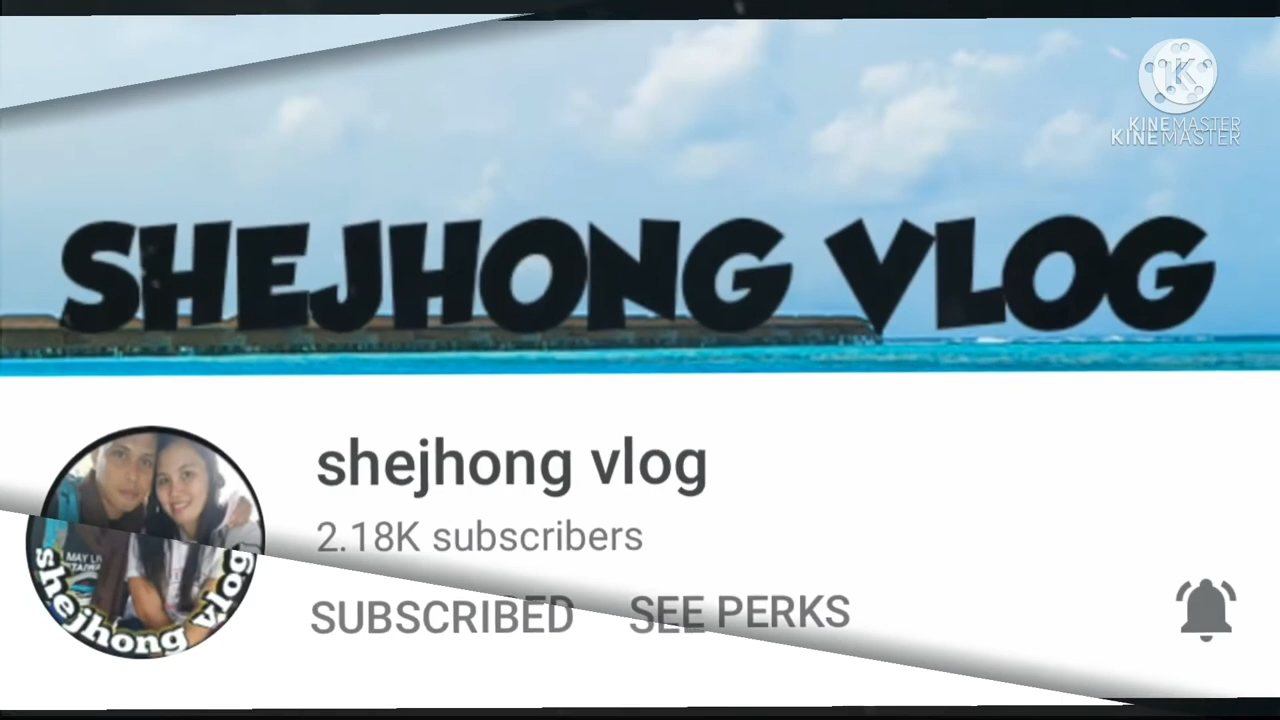 KINEMASTER
KINEMASTER
SHEJHONG VLOG
shejhong vlog
2.18K subscribers
SUBSCRIBED SEE PERKS
shejhong vlog